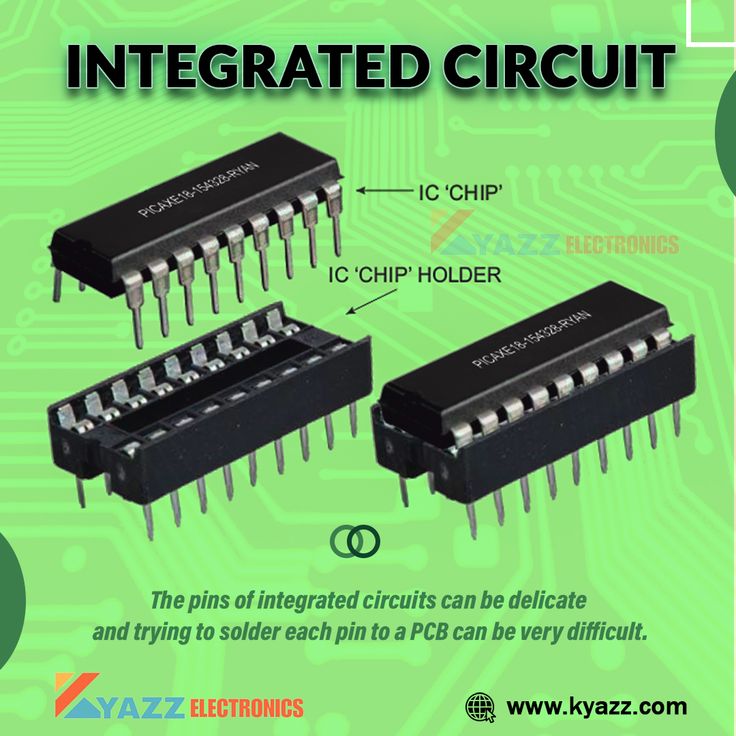 INTEGRATED CIRCUIT
PICAXE18-154328-RYAN
IC ‘CHIP’
KYAZZ ELECTRONICS
IC ‘CHIP’ HOLDER
PICAXE18-154328-RYAN
The pins of integrated circuits can be delicate
and trying to solder each pin to a PCB can be very difficult.
KYAZZ ELECTRONICS
www.kyazz.com